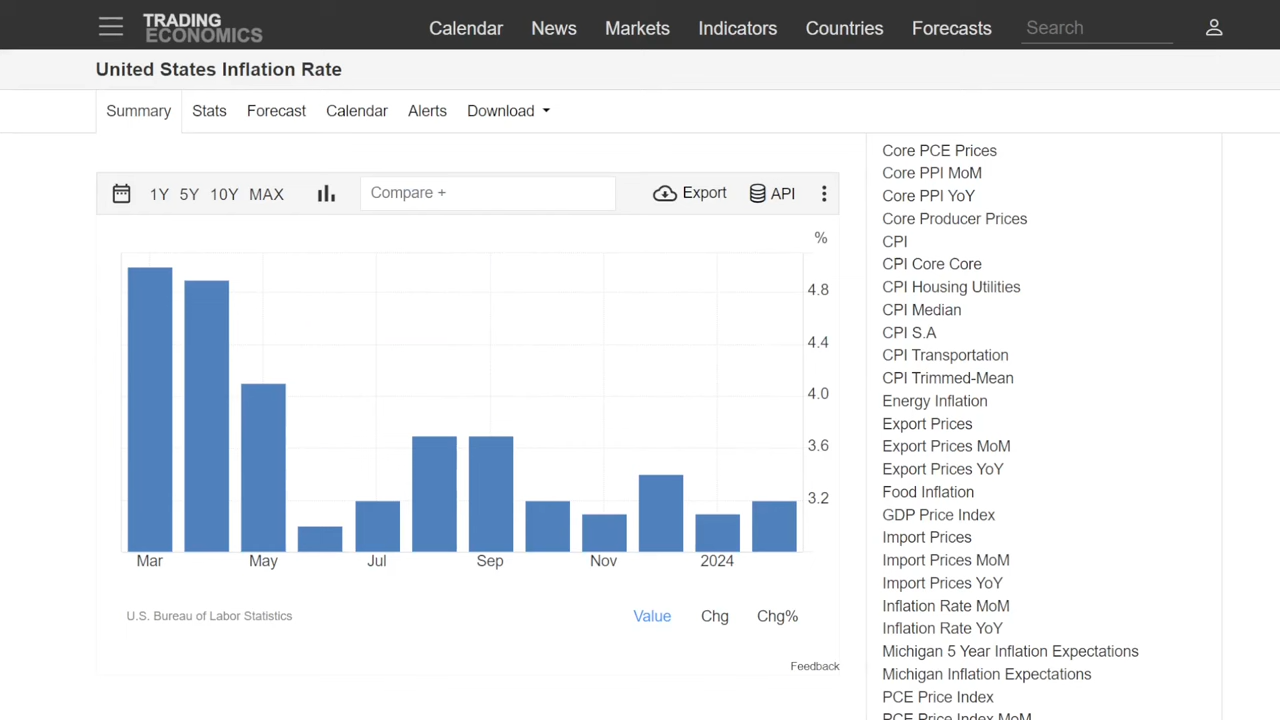 TRADING
ECONOMICS
Calendar News Markets Indicators Countries Forecasts Search
United States Inflation Rate
Summary Stats Forecast Calendar Alerts Download
1Y 5Y 10Y MAX Compare + Export API
%
4.8
4.4
4.0
3.6
3.2
Mar May Jul Sep Nov 2024
U.S. Bureau of Labor Statistics Value Chg Chg%
Feedback
Core PCE Prices
Core PPI MoM
Core PPI YoY
Core Producer Prices
CPI
CPI Core Core
CPI Housing Utilities
CPI Median
CPI S.A
CPI Transportation
CPI Trimmed-Mean
Energy Inflation
Export Prices
Export Prices MoM
Export Prices YoY
Food Inflation
GDP Price Index
Import Prices
Import Prices MoM
Import Prices YoY
Inflation Rate MoM
Inflation Rate YoY
Michigan 5 Year Inflation Expectations
Michigan Inflation Expectations
PCE Price Index
PCE Price Index MoM